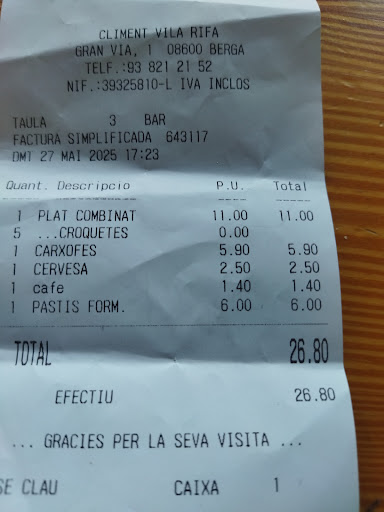 CLIMENT VILA RIFA
GRAN VIA, 1 08600 BERGA
TELF.:93 821 21 52
NIF.:39325810-L IVA INCLOS
TAULA 3 BAR
FACTURA SIMPLIFICADA 643117
DMT 27 MAI 2025 17:23
Quant. Descripcio P.U. Total
1 PLAT COMBINAT 11.00 11.00
5 ...CROQUETES 0.00
1 CARXOFES 5.90 5.90
1 CERVESA 2.50 2.50
1 cafe 1.40 1.40
1 PASTIS FORM. 6.00 6.00
TOTAL 26.80
EFECTIU 26.80
... GRACIES PER LA SEVA VISITA ...
SE CLAU CAIXA 1